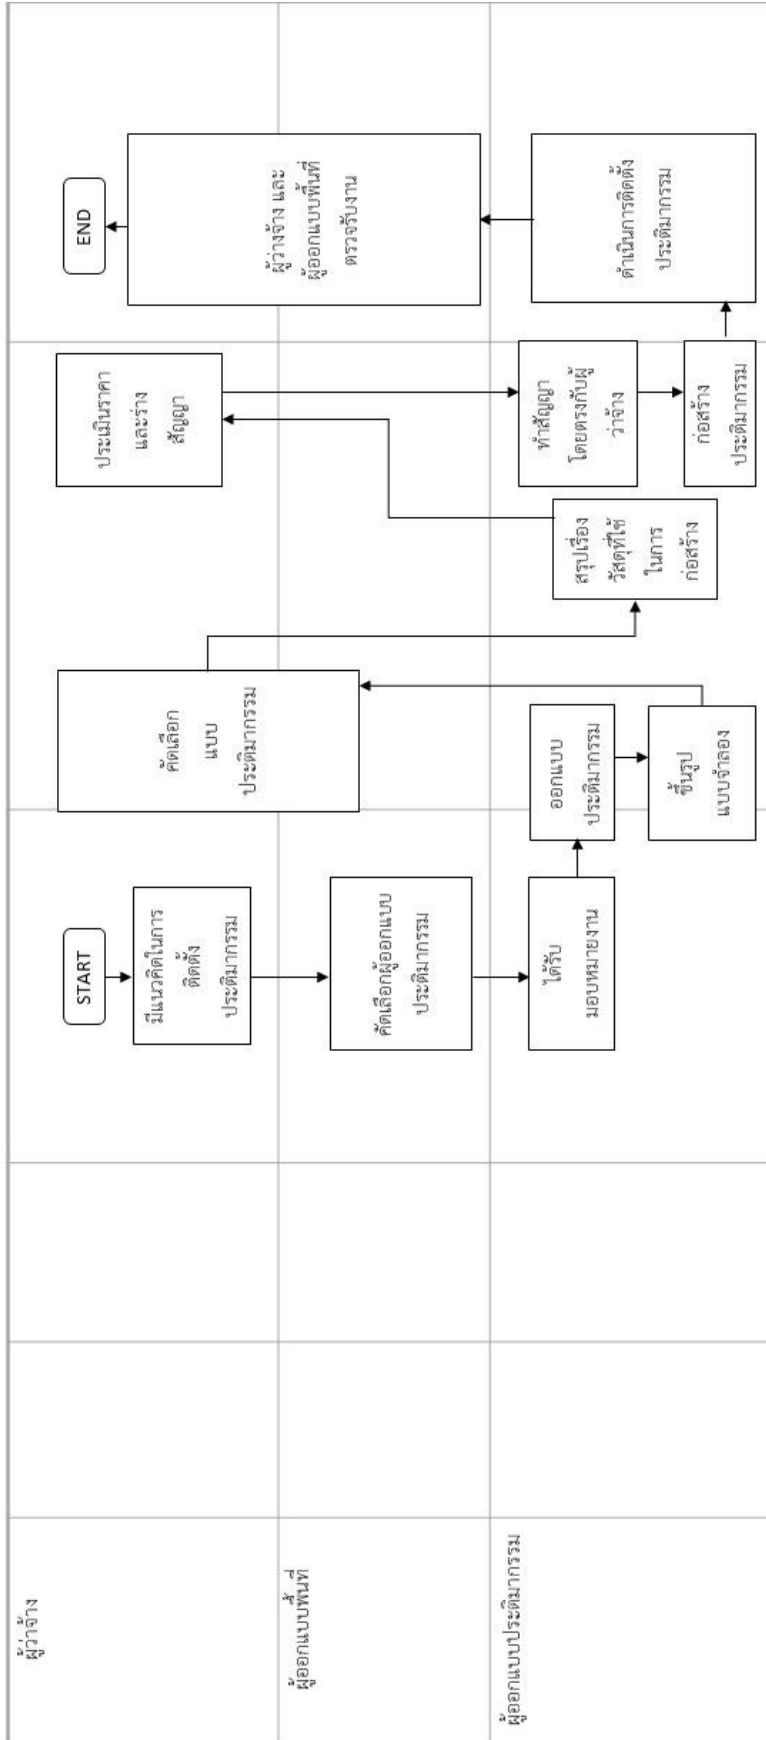 ผู้ว่าจ้าง
ผู้ออกแบบพื้นที่
ผู้ออกแบบประติมากรรม
START
มีแนวคิดในการ
ติดตั้ง
ประติมากรรม
คัดเลือกผู้ออกแบบ
ประติมากรรม
ได้รับ
มอบหมายงาน
ออกแบบ
ประติมากรรม
ขึ้นรูป
แบบจำลอง
คัดเลือก
แบบ
ประติมากรรม
สรุปเรื่อง
วัสดุที่ใช้
ในการ
ก่อสร้าง
ประเมินราคา
และร่าง
สัญญา
ทำสัญญา
โดยตรงกับผู้
ว่าจ้าง
ก่อสร้าง
ประติมากรรม
ดำเนินการติดตั้ง
ประติมากรรม
ผู้ว่างจ้าง และ
ผู้ออกแบบพื้นที่
ตรวจรับงาน
END